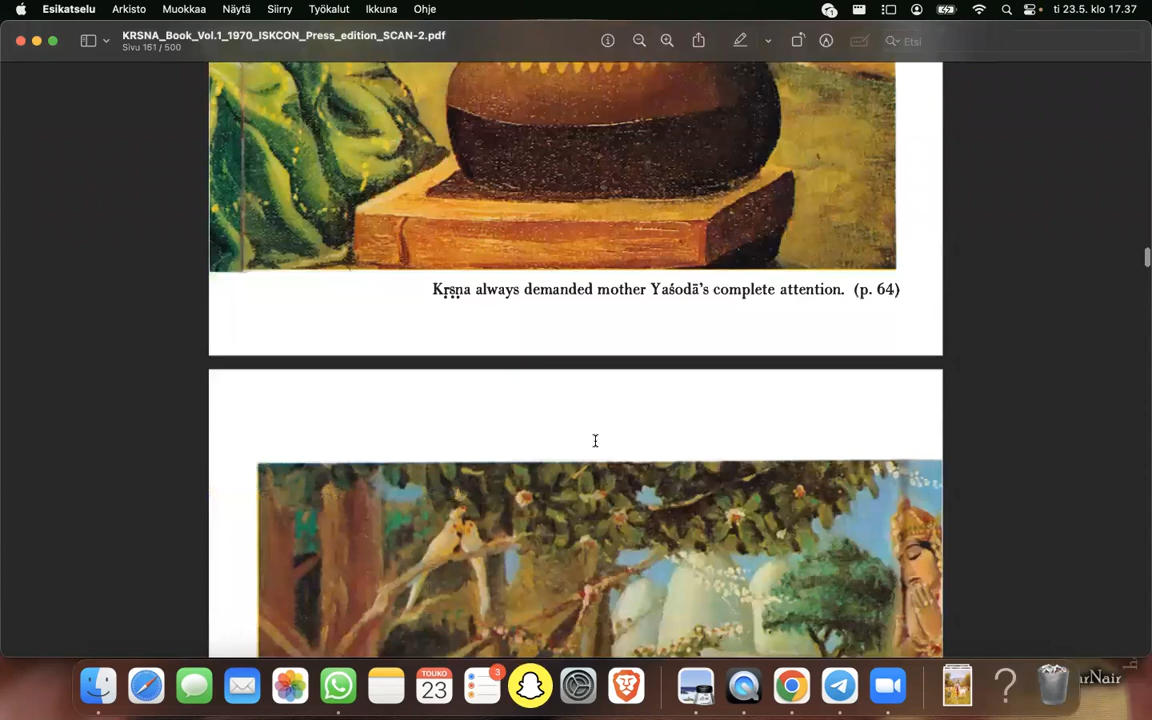 Esikatselu Arkisto Muokkaa Näytä Siirry Työkalut Ikkuna Ohje ti 23.5. klo 17.37
KRSNA_Book_Vol.1_1970_ISKCON_Press_edition_SCAN-2.pdf
Sivu 161 / 500
Etsi
Kṛṣṇa always demanded mother Yaśodā's complete attention. (p. 64)
TOUKO
23
3
arNair